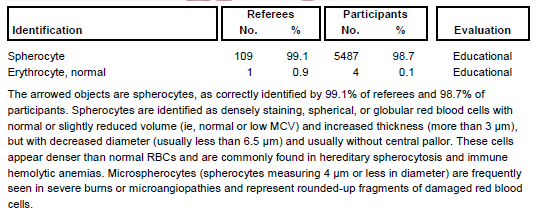 Referees Participants
Identification No. % No. % Evaluation
Spherocyte 109 99.1 5487 98.7 Educational
Erythrocyte, normal 1 0.9 4 0.1 Educational
The arrowed objects are spherocytes, as correctly identified by 99.1% of referees and 98.7% of
participants. Spherocytes are identified as densely staining, spherical, or globular red blood cells with
normal or slightly reduced volume (ie, normal or low MCV) and increased thickness (more than 3 µm),
but with decreased diameter (usually less than 6.5 µm) and usually without central pallor. These cells
appear denser than normal RBCs and are commonly found in hereditary spherocytosis and immune
hemolytic anemias. Microspherocytes (spherocytes measuring 4 µm or less in diameter) are frequently
seen in severe burns or microangiopathies and represent rounded-up fragments of damaged red blood
cells.